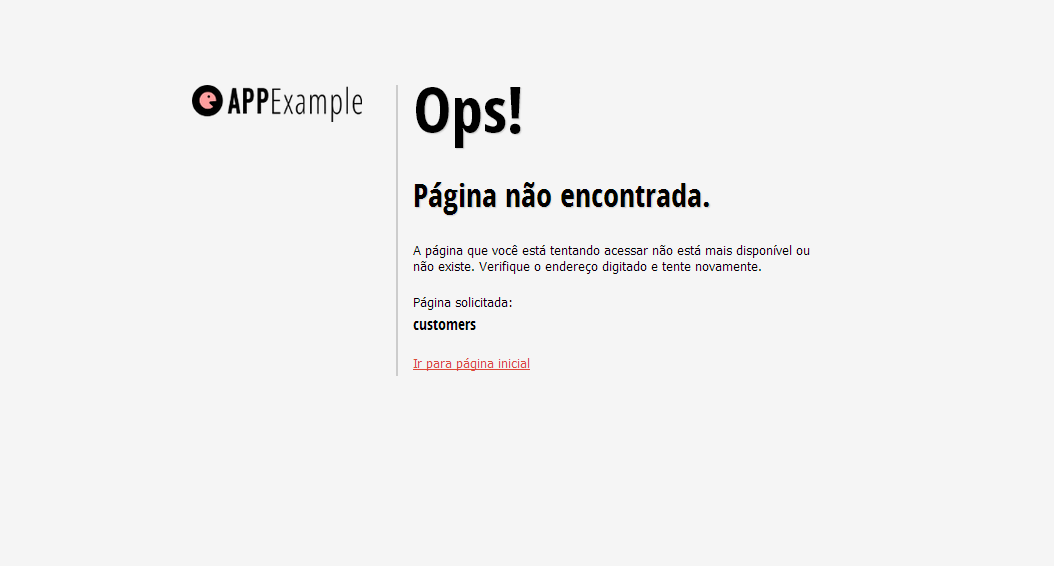 APPExample
Ops!
Página não encontrada.
A página que você está tentando acessar não está mais disponível ou
não existe. Verifique o endereço digitado e tente novamente.
Página solicitada:
customers
Ir para página inicial